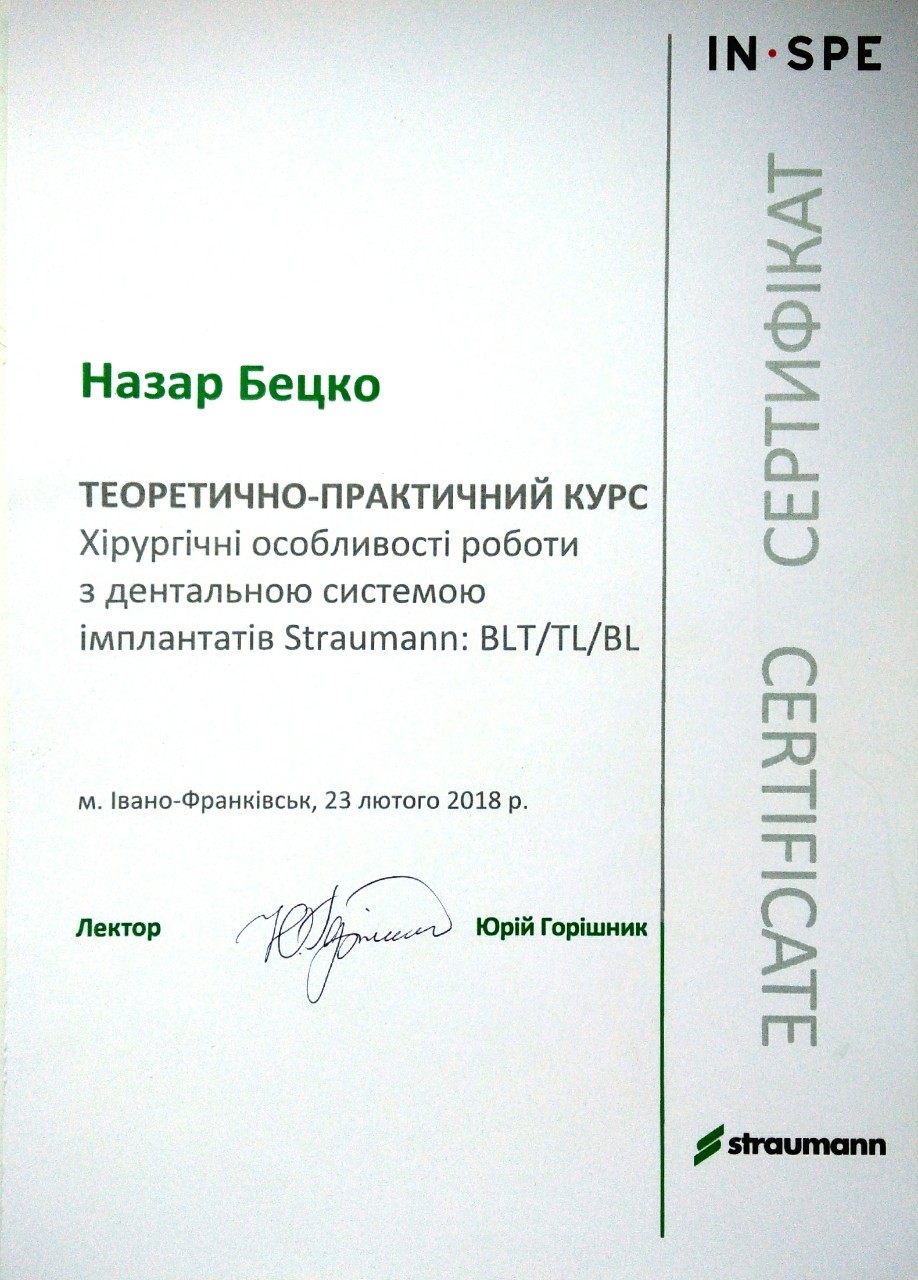 IN·SPE
СЕРТИФІКАТ
CERTIFICATE
Назар Бецко
ТЕОРЕТИЧНО-ПРАКТИЧНИЙ КУРС
Хірургічні особливості роботи
з дентальною системою
імплантатів Straumann: BLT/TL/BL
м. Івано-Франківськ, 23 лютого 2018 р.
Лектор
Юрій Горішник
straumann